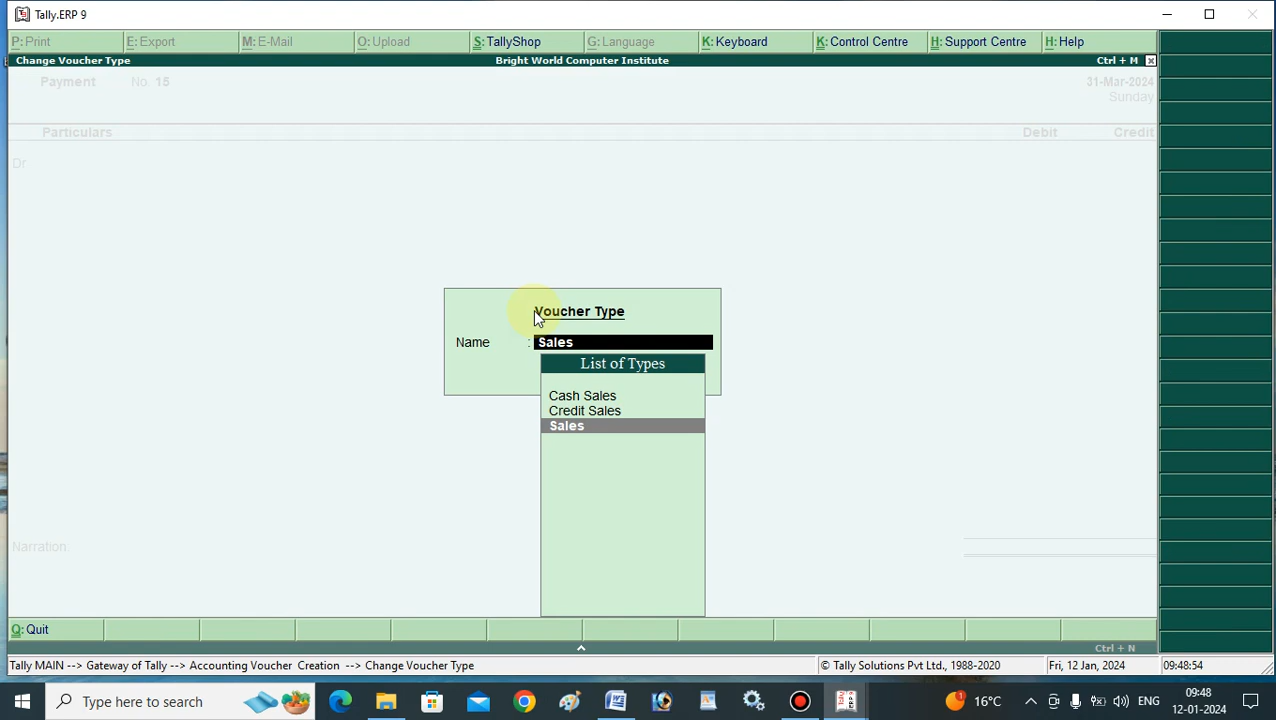 Tally.ERP 9
P: Print E: Export M: E-Mail O: Upload S: TallyShop G: Language K: Keyboard K: Control Centre H: Support Centre H: Help
Change Voucher Type Bright World Computer Institute Ctrl + M
Payment No. 15 31-Mar-2024
Sunday
Particulars Debit Credit
Dr
Voucher Type
Name : Sales
List of Types
Cash Sales
Credit Sales
Sales
Narration:
Q: Quit
Ctrl + N
Tally MAIN --> Gateway of Tally --> Accounting Voucher Creation --> Change Voucher Type © Tally Solutions Pvt Ltd., 1988-2020 Fri, 12 Jan, 2024 09:48:54
Type here to search 1 16°C ENG 09:48
12-01-2024